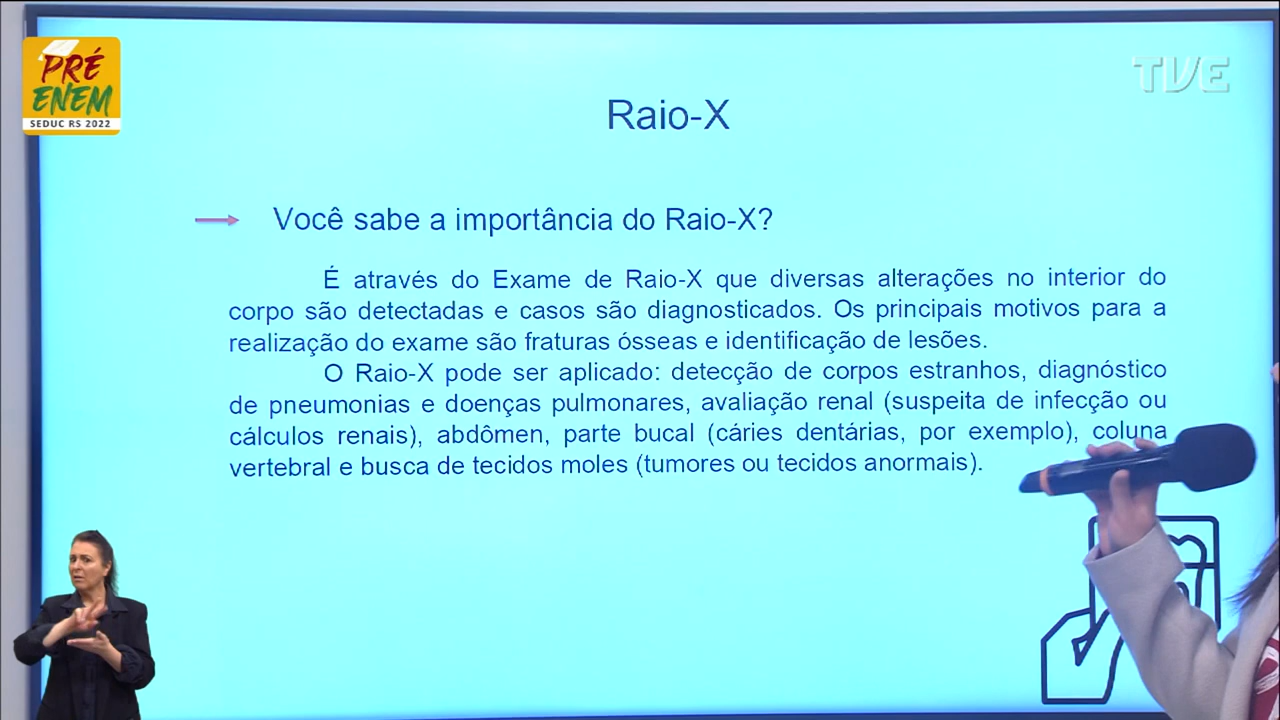 PRÉ
ENEM
SEDUC RS 2022
TVE
Raio-X
Você sabe a importância do Raio-X?
É através do Exame de Raio-X que diversas alterações no interior do
corpo são detectadas e casos são diagnosticados. Os principais motivos para a
realização do exame são fraturas ósseas e identificação de lesões.
O Raio-X pode ser aplicado: detecção de corpos estranhos, diagnóstico
de pneumonias e doenças pulmonares, avaliação renal (suspeita de infecção ou
cálculos renais), abdômen, parte bucal (cáries dentárias, por exemplo), coluna
vertebral e busca de tecidos moles (tumores ou tecidos anormais).